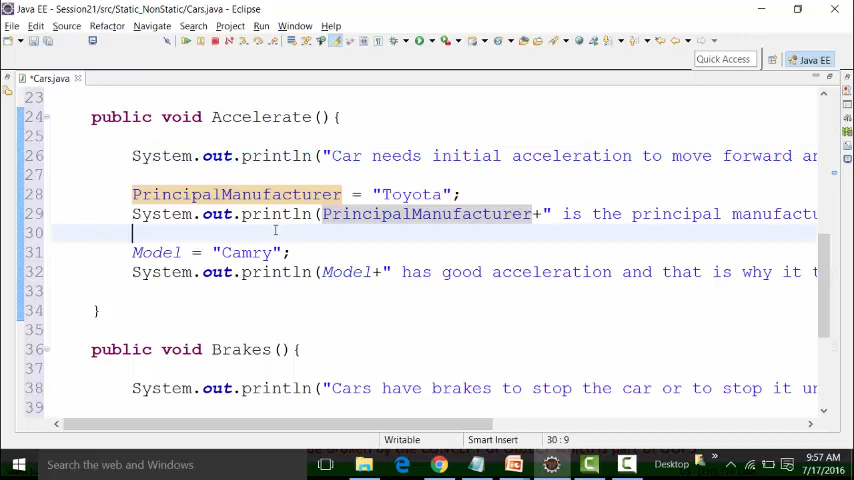 Java EE - Session21/src/Static_NonStatic/Cars.java - Eclipse
File Edit Source Refactor Navigate Search Project Run Window Help
Quick Access Java EE
*Cars.java
23
24 public void Accelerate(){
25
26 System.out.println("Car needs initial acceleration to move forward an
28 PrincipalManufacturer = "Toyota";
29 System.out.println(PrincipalManufacturer+" is the principal manufactu
30
31 Model = "Camry";
32 System.out.println(Model+" has good acceleration and that is why it t
33
34 }
35
36 public void Brakes(){
37
38 System.out.println("Cars have brakes to stop the car or to stop it un
39
Writable Smart Insert 30 : 9
Search the web and Windows Desktop 9:57 AM
7/17/2016